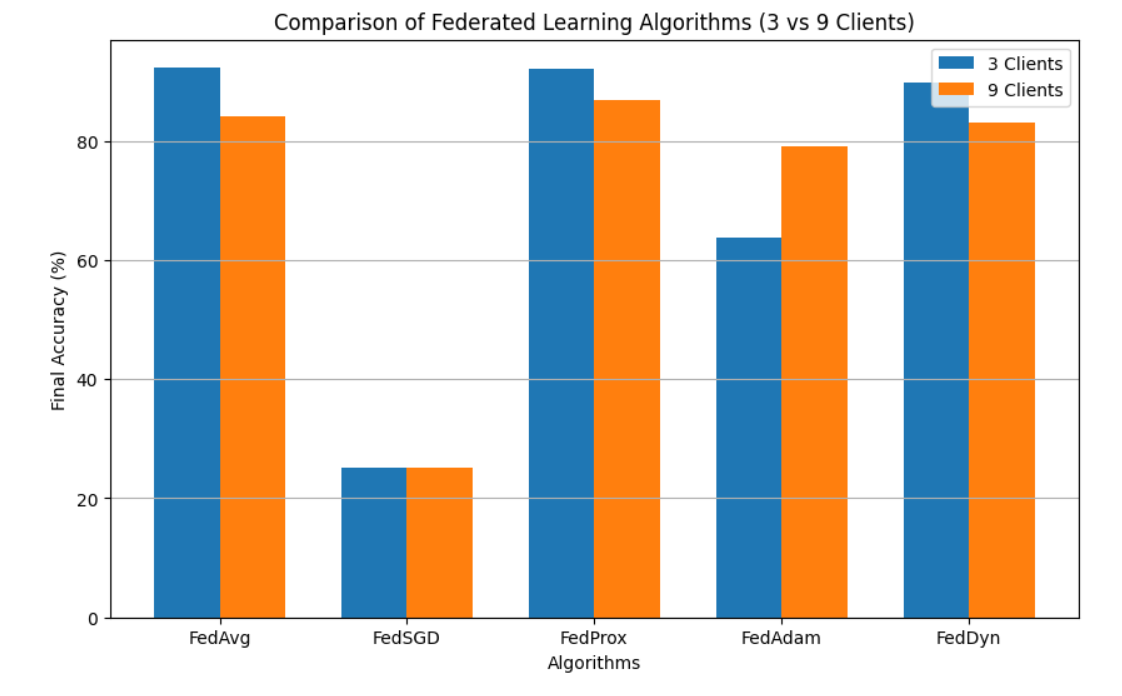 Comparison of Federated Learning Algorithms (3 vs 9 Clients)
3 Clients
9 Clients
Final Accuracy (%)
80
60
40
20
0
FedAvg FedSGD FedProx FedAdam FedDyn
Algorithms